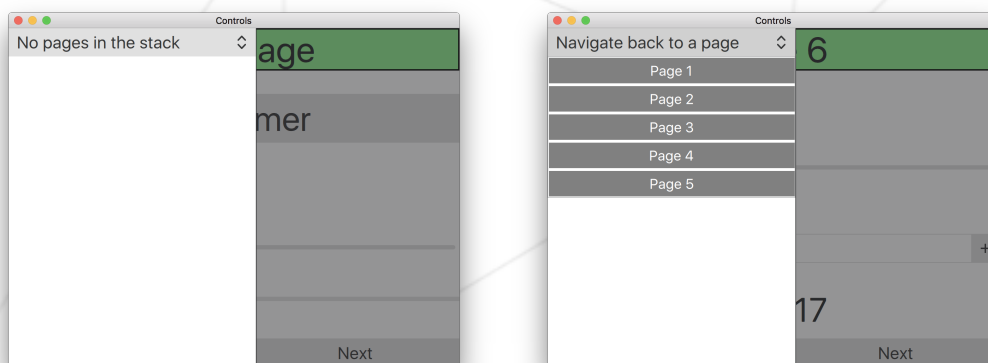 Controls
No pages in the stack
age
mer
Next
Controls
Navigate back to a page
6
Page 1
Page 2
Page 3
Page 4
Page 5
+
17
Next